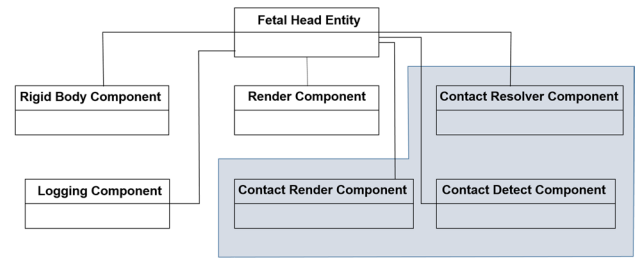 Fetal Head Entity
Rigid Body Component
Render Component
Contact Resolver Component
Logging Component
Contact Render Component
Contact Detect Component